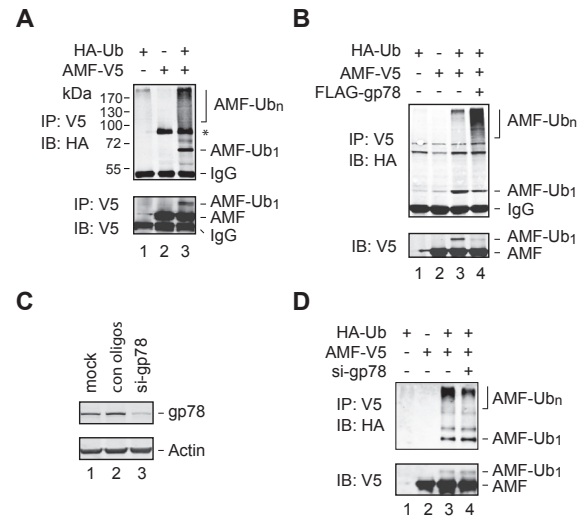 A
HA-Ub + - +
AMF-V5 - + +
kDa
170-
130-
100-
72 -
55 -
IP: V5
IB: HA
AMF-Ubn
*
AMF-Ub1
IgG
IP: V5
IB: V5
AMF-Ub1
AMF
IgG
1 2 3
B
HA-Ub + - + +
AMF-V5 - + + +
FLAG-gp78 +
IP: V5
IB: HA
AMF-Ubn
AMF-Ub1
IgG
IB: V5
AMF-Ub1
AMF
1 2 3 4
C
mock
con oligos
si-gp78
gp78
Actin
1 2 3
D
HA-Ub + - + +
AMF-V5 - + + +
si-gp78 +
IP: V5
IB: HA
AMF-Ubn
AMF-Ub1
IB: V5
AMF-Ub1
AMF
1 2 3 4